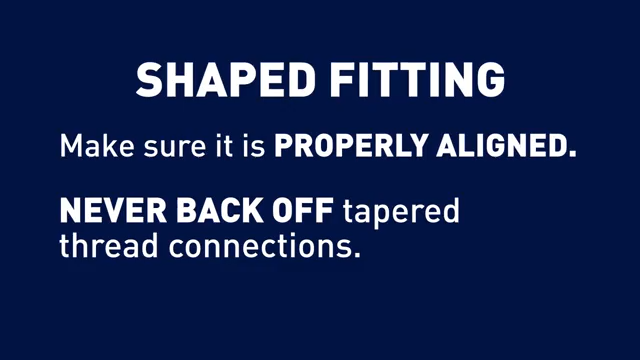 SHAPED FITTING
Make sure it is PROPERLY ALIGNED.
NEVER BACK OFF tapered
thread connections.